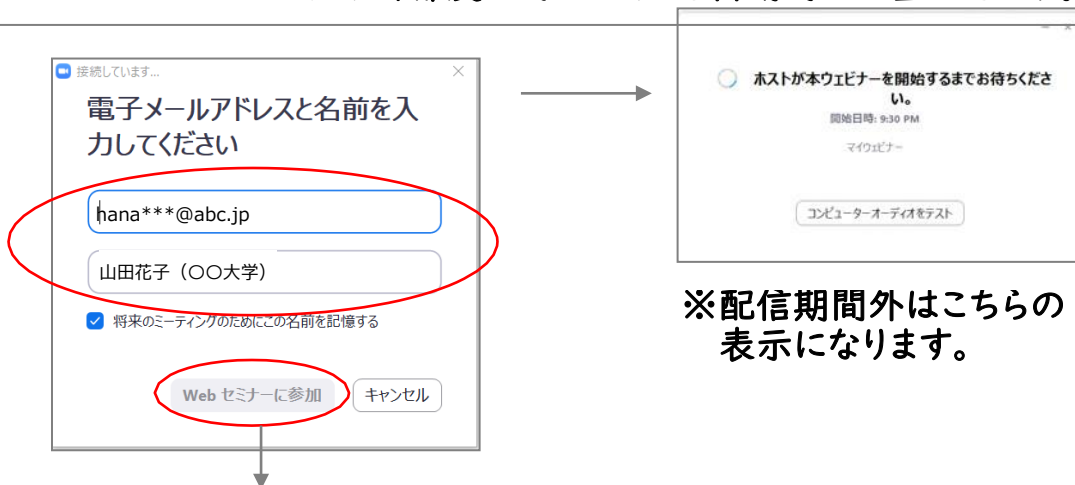 接続しています...
電子メールアドレスと名前を入
力してください
hana***@abc.jp
山田花子（〇〇大学）
将来のミーティングのためにこの名前を記憶する
Web セミナーに参加
キャンセル
ホストが本ウェビナーを開始するまでお待ちくださ
い。
開始日時: 9:30 PM
マイウェビナー
コンピューターオーディオをテスト
※配信期間外はこちらの
表示になります。